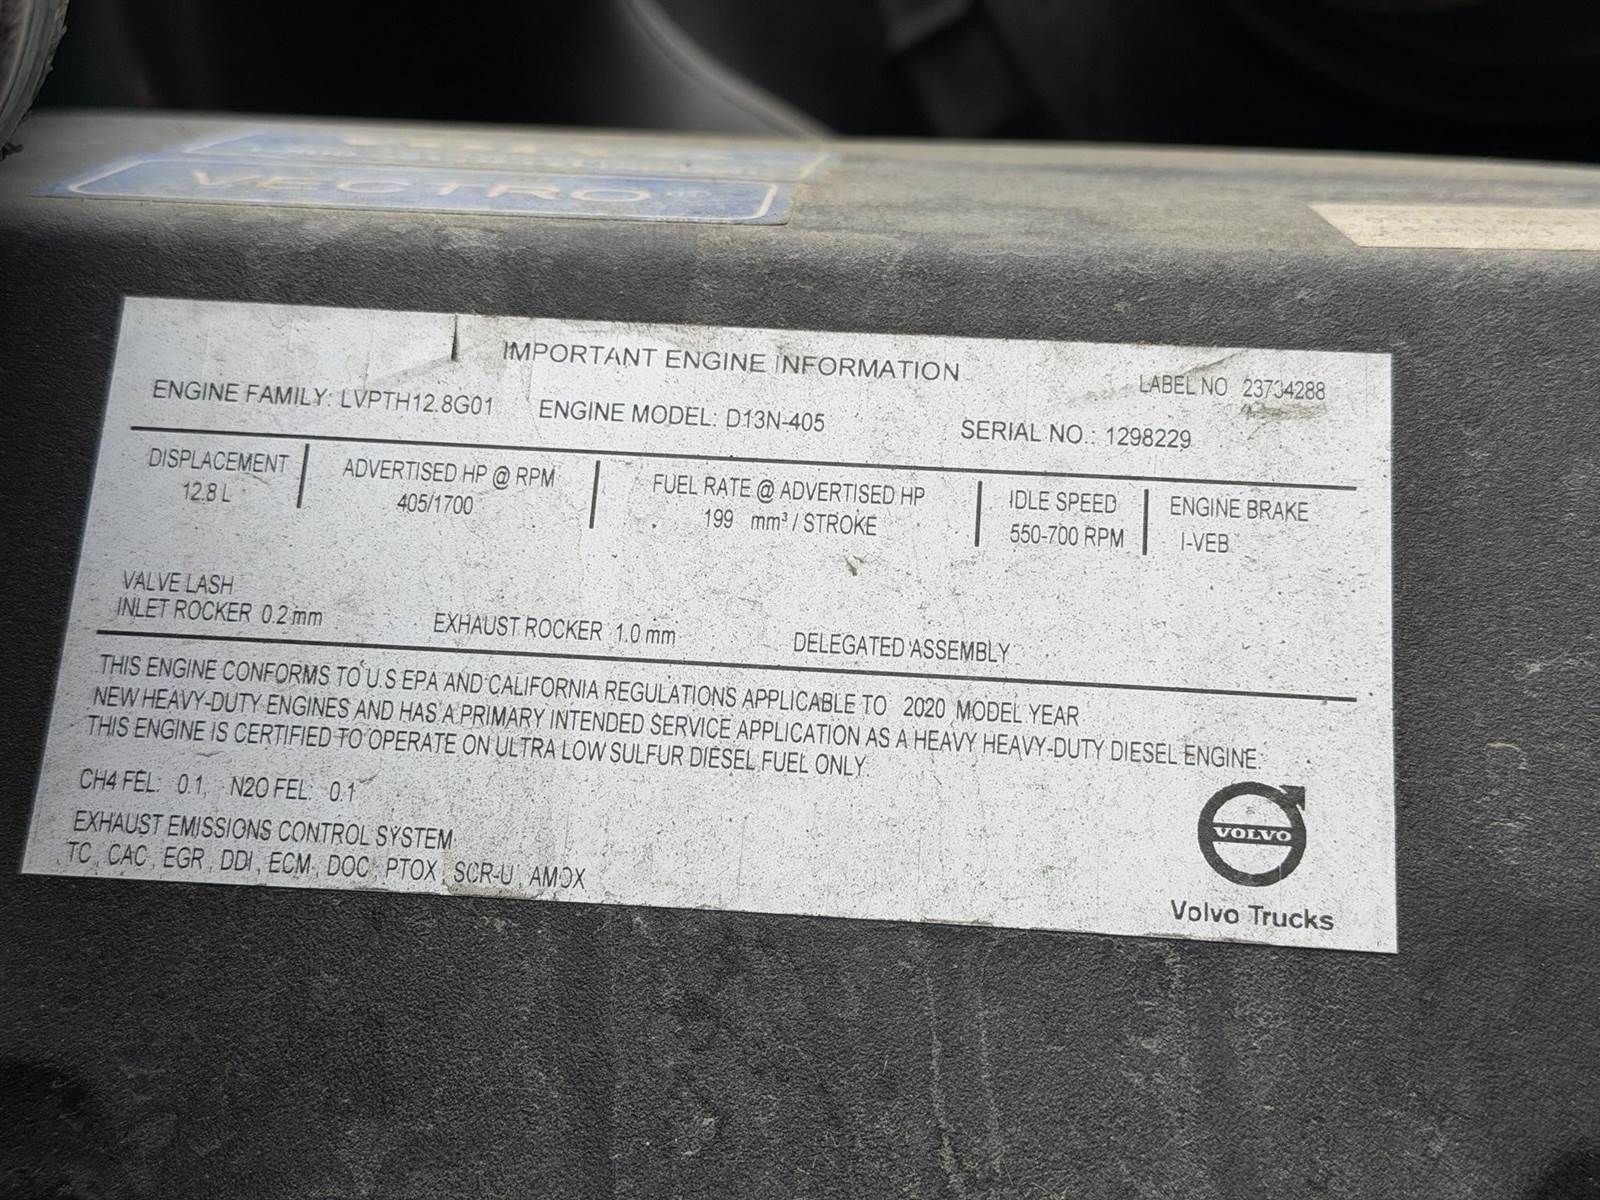 VECTRO
IMPORTANT ENGINE INFORMATION
LABEL NO 23734288
ENGINE FAMILY: LVPTH12.8G01 ENGINE MODEL: D13N-405 SERIAL NO.: 1298229
DISPLACEMENT ADVERTISED HP @ RPM FUEL RATE @ ADVERTISED HP IDLE SPEED ENGINE BRAKE
12.8 L 405/1700 199 mm³ / STROKE 550-700 RPM I-VEB
VALVE LASH
INLET ROCKER 0.2 mm EXHAUST ROCKER 1.0 mm DELEGATED ASSEMBLY
THIS ENGINE CONFORMS TO U.S EPA AND CALIFORNIA REGULATIONS APPLICABLE TO 2020 MODEL YEAR
NEW HEAVY-DUTY ENGINES AND HAS A PRIMARY INTENDED SERVICE APPLICATION AS A HEAVY HEAVY-DUTY DIESEL ENGINE.
THIS ENGINE IS CERTIFIED TO OPERATE ON ULTRA LOW SULFUR DIESEL FUEL ONLY.
CH4 FEL: 0.1, N2O FEL: 0.1
EXHAUST EMISSIONS CONTROL SYSTEM
TC, CAC, EGR, DDI, ECM, DOC, PTOX, SCR-U, AMOX
VOLVO
Volvo Trucks